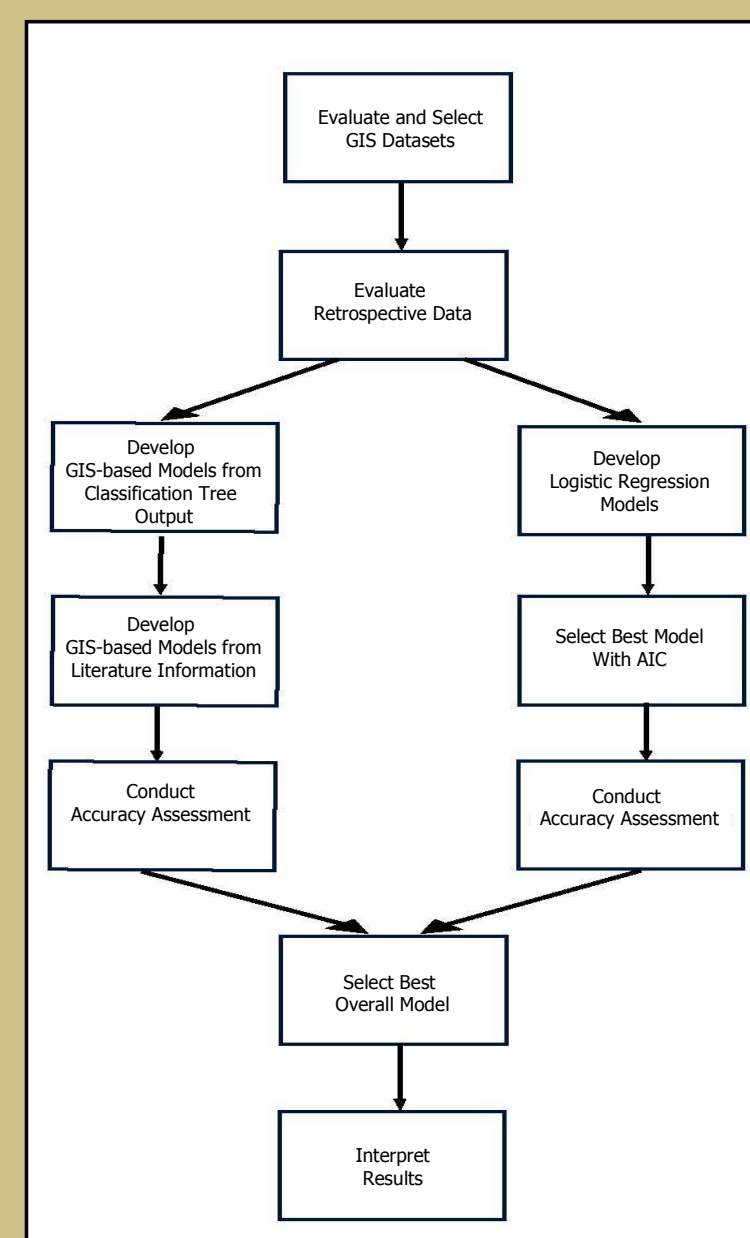 Evaluate and Select
GIS Datasets
Evaluate
Retrospective Data
Develop
GIS-based Models from
Classification Tree
Output
Develop
Logistic Regression
Models
Develop
GIS-based Models from
Literature Information
Select Best Model
With AIC
Conduct
Accuracy Assessment
Conduct
Accuracy Assessment
Select Best
Overall Model
Interpret
Results